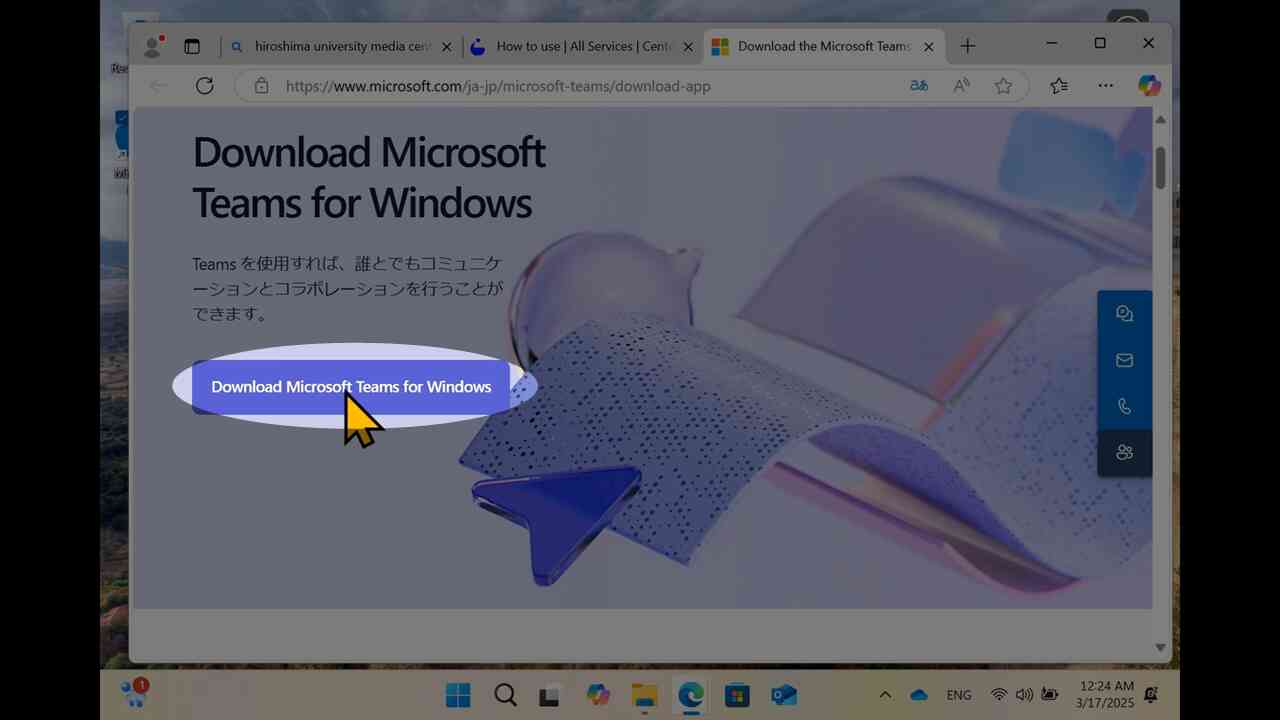 hiroshima university media cent
How to use | All Services | Cent
Download the Microsoft Teams
https://www.microsoft.com/ja-jp/microsoft-teams/download-app
Download Microsoft
Teams for Windows
Teams を使用すれば、誰とでもコミュニケ
ーションとコラボレーションを行うことが
できます。
Download Microsoft Teams for Windows
1
ENG
12:24 AM
3/17/2025